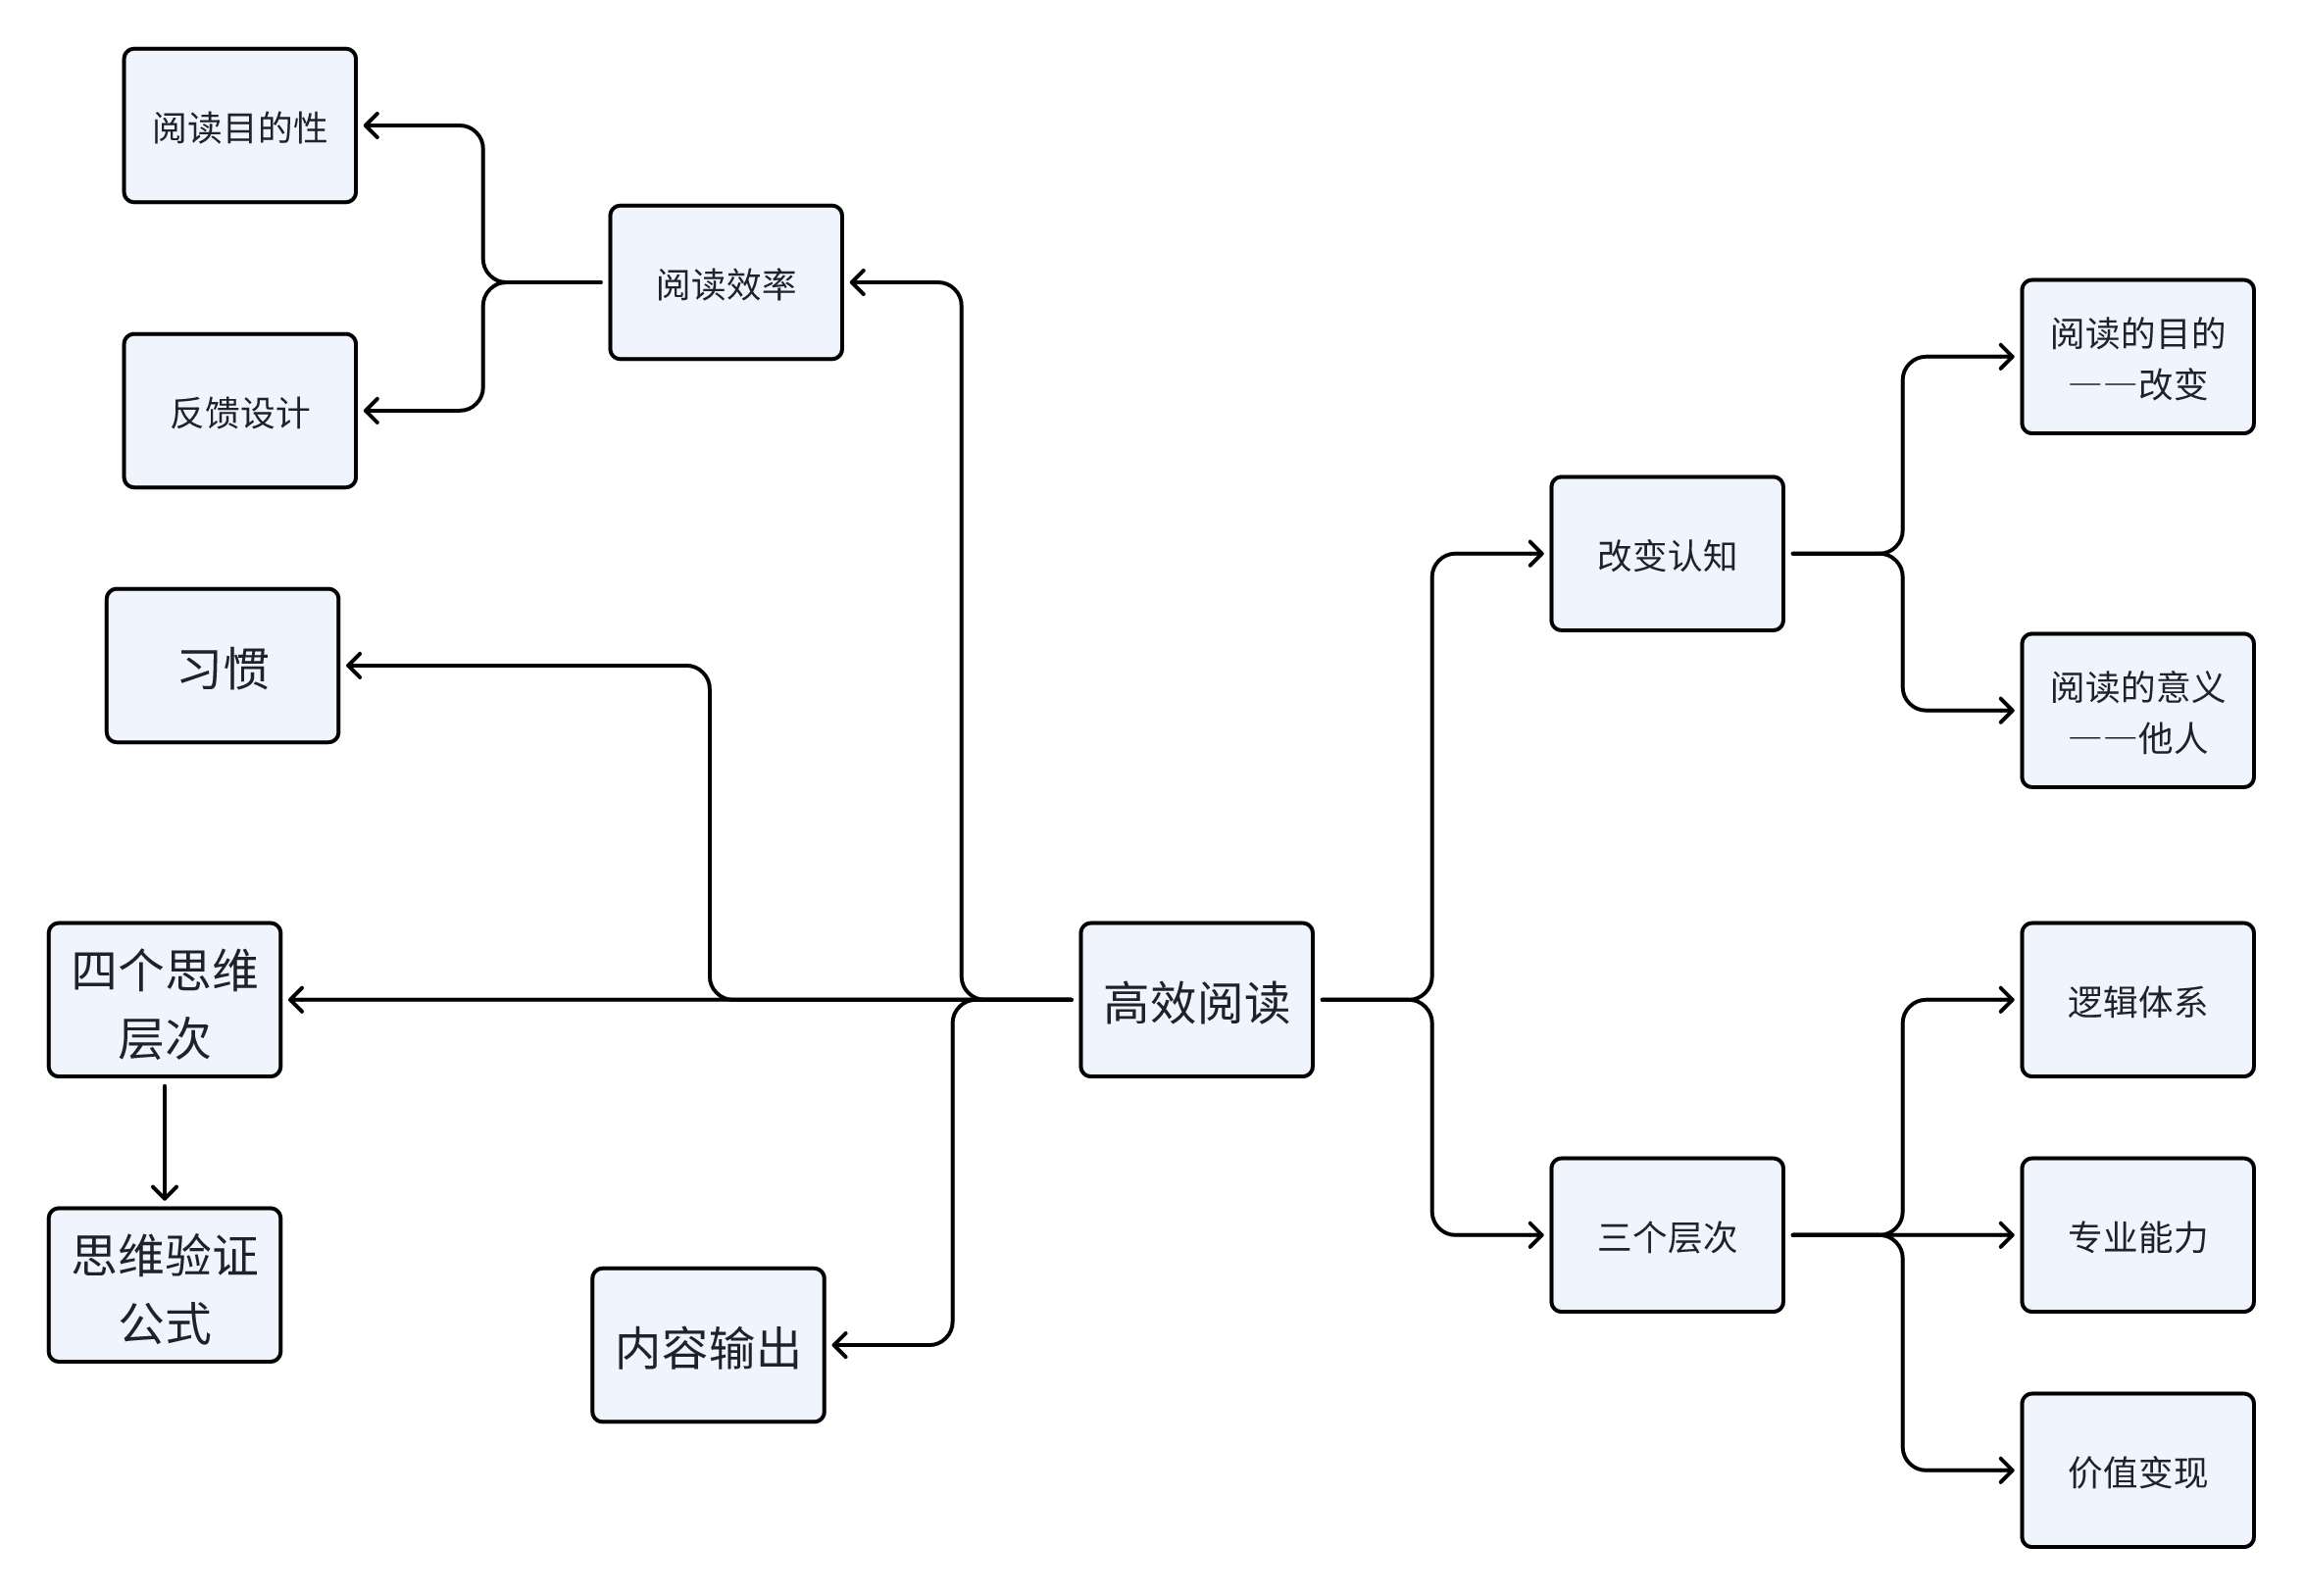 阅读目的性
阅读效率
反馈设计
阅读的目的
——改变
改变认知
习惯
阅读的意义
——他人
四个思维
层次
高效阅读
逻辑体系
思维验证
公式
三个层次
专业能力
内容输出
价值变现